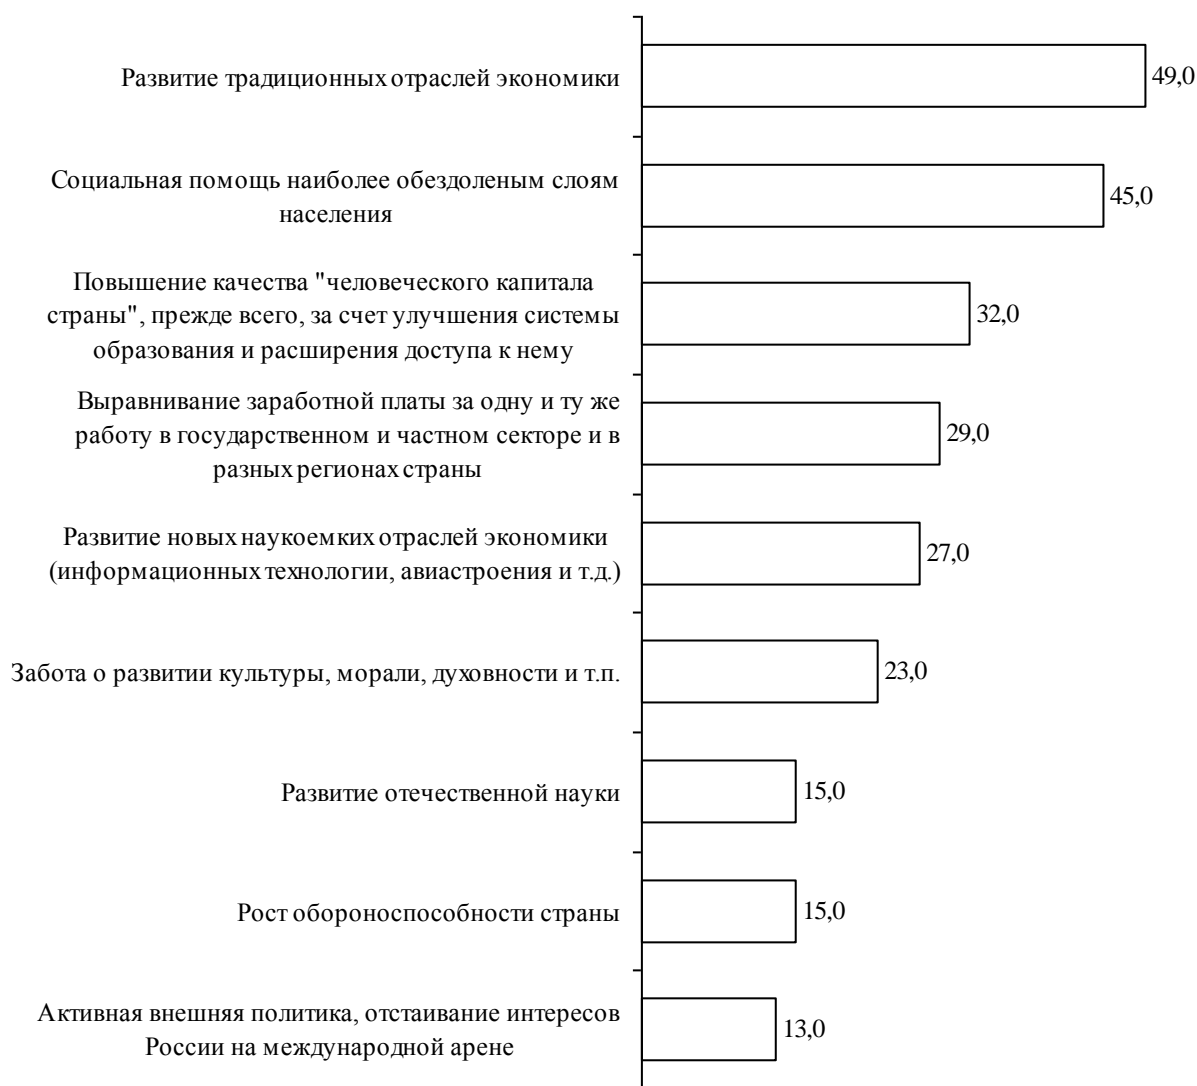 Развитие традиционных отраслей экономики
49,0
Социальная помощь наиболее обездоленым слоям
населения
45,0
Повышение качества "человеческого капитала
страны", прежде всего, за счет улучшения системы
образования и расширения доступа к нему
32,0
Выравнивание заработной платы за одну и ту же
работу в государственном и частном секторе и в
разных регионах страны
29,0
Развитие новых наукоемких отраслей экономики
(информационных технологии, авиастроения и т.д.)
27,0
Забота о развитии культуры, морали, духовности и т.п.
23,0
Развитие отечественной науки
15,0
Рост обороноспособности страны
15,0
Активная внешняя политика, отстаивание интересов
России на международной арене
13,0